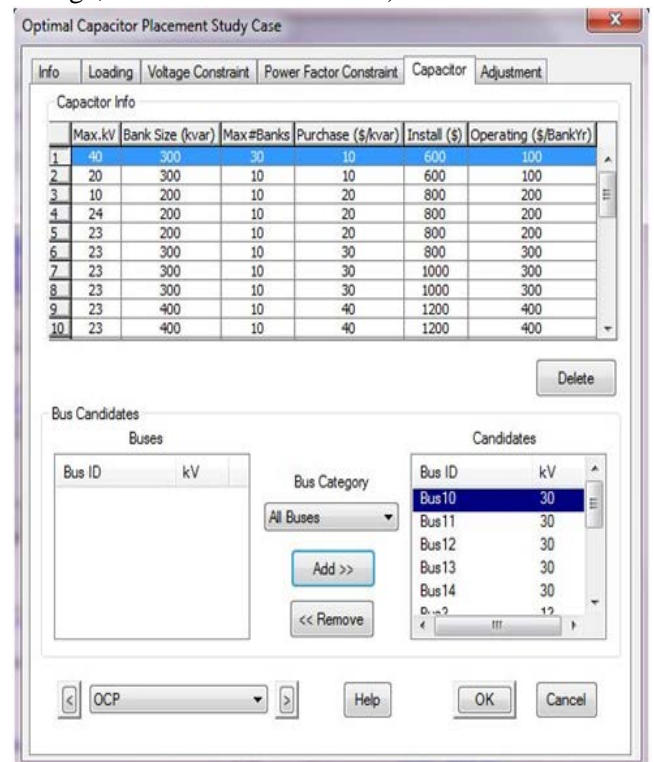 Optimal Capacitor Placement Study Case
Info Loading Voltage Constraint Power Factor Constraint Capacitor Adjustment
Capacitor Info
Max.kV Bank Size (kvar) Max#Banks Purchase ($/kvar) Install ($) Operating ($/BankYr)
1 40 300 30 10 600 100
2 20 300 10 10 600 100
3 10 200 10 20 800 200
4 24 200 10 20 800 200
5 23 200 10 20 800 200
6 23 300 10 30 800 300
7 23 300 10 30 1000 300
8 23 300 10 30 1000 300
9 23 400 10 40 1200 400
10 23 400 10 40 1200 400
Delete
Bus Candidates
Buses Candidates
Bus ID kV Bus Category Bus ID kV
Bus10 30
All Buses Bus11 30
Bus12 30
Add >> Bus13 30
Bus14 30
<< Remove
< OCP > Help OK Cancel